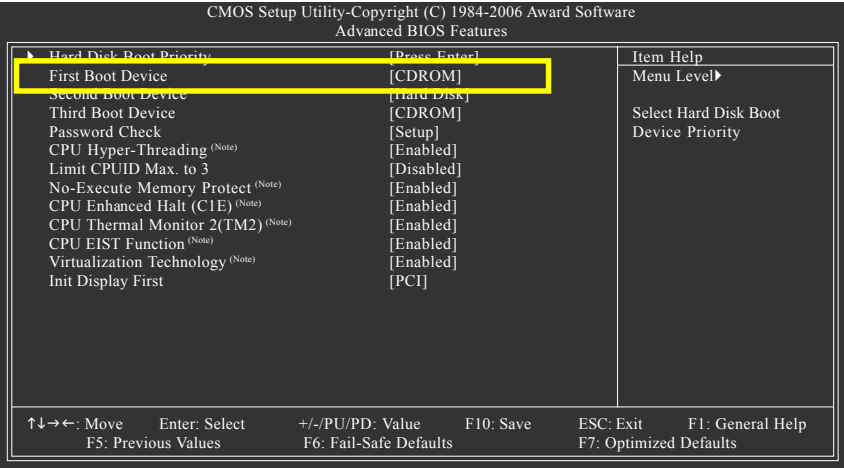 CMOS Setup Utility-Copyright (C) 1984-2006 Award Software
Advanced BIOS Features
▶ Hard Disk Boot Priority [Press Enter] Item Help
First Boot Device [CDROM] Menu Level▶
Second Boot Device [Hard Disk]
Third Boot Device [CDROM] Select Hard Disk Boot
Password Check [Setup] Device Priority
CPU Hyper-Threading (Note) [Enabled]
Limit CPUID Max. to 3 [Disabled]
No-Execute Memory Protect (Note) [Enabled]
CPU Enhanced Halt (C1E) (Note) [Enabled]
CPU Thermal Monitor 2(TM2) (Note) [Enabled]
CPU EIST Function (Note) [Enabled]
Virtualization Technology (Note) [Enabled]
Init Display First [PCI]
↑↓→←: Move Enter: Select +/-/PU/PD: Value F10: Save ESC: Exit F1: General Help
F5: Previous Values F6: Fail-Safe Defaults F7: Optimized Defaults